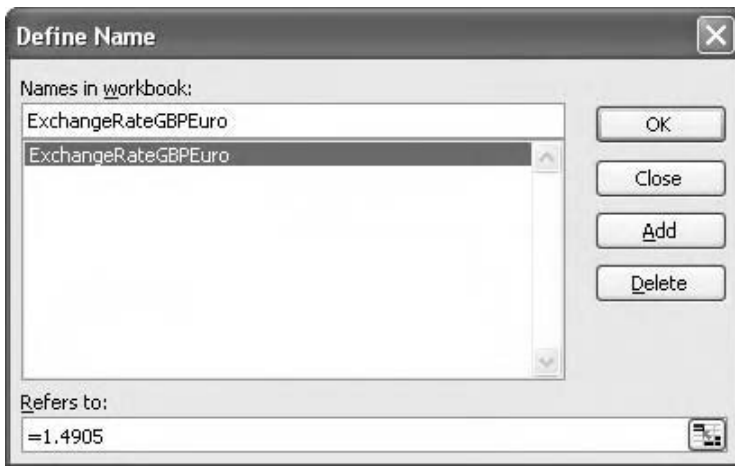 Define Name
Names in workbook:
ExchangeRateGBPEuro
ExchangeRateGBPEuro
OK
Close
Add
Delete
Refers to:
=1.4905